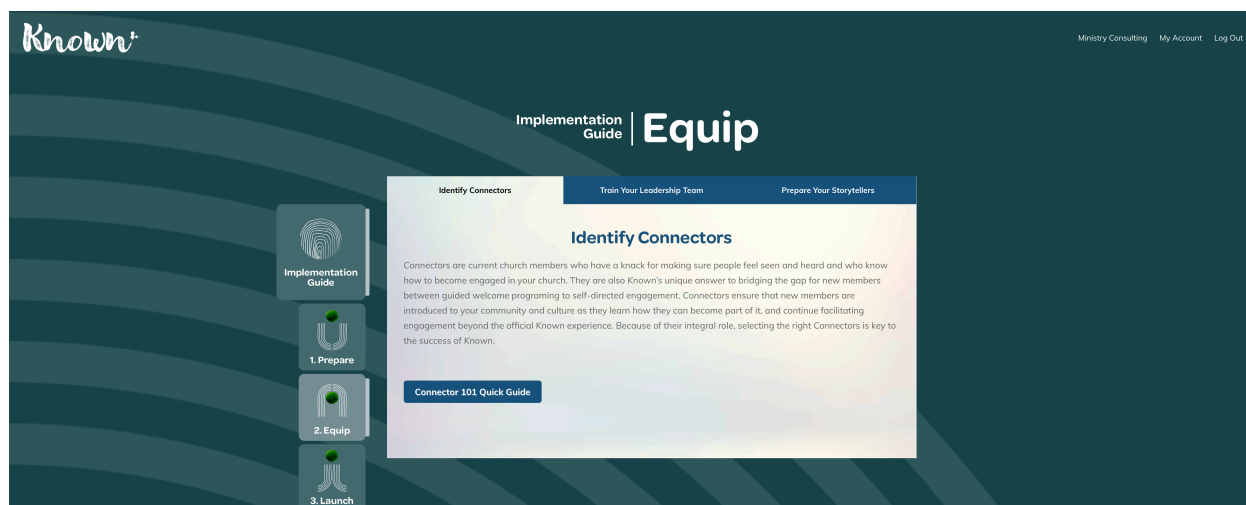 Known
Ministry Consulting My Account Log Out
Implementation
Guide
Equip
Identify Connectors Train Your Leadership Team Prepare Your Storytellers
Implementation
Guide
1. Prepare
2. Equip
3. Launch
Identify Connectors
Connectors are current church members who have a knack for making sure people feel seen and heard and who know
how to become engaged in your church. They are also Known's unique answer to bridging the gap for new members
between guided welcome programing to self-directed engagement. Connectors ensure that new members are
introduced to your community and culture as they learn how they can become part of it, and continue facilitating
engagement beyond the official Known experience. Because of their integral role, selecting the right Connectors is key to
the success of Known.
Connector 101 Quick Guide